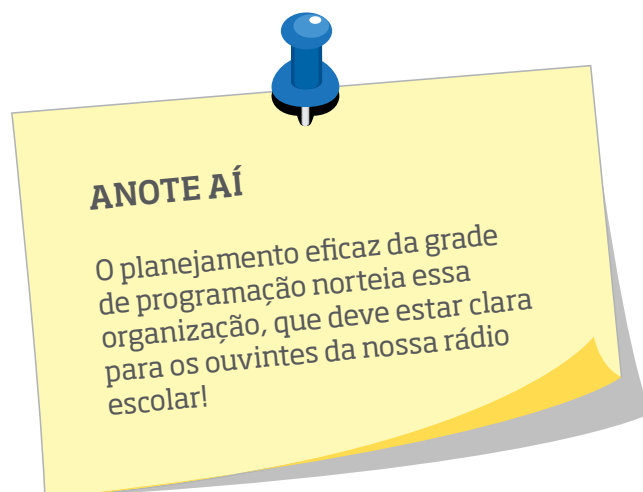 ANOTE AÍ
O planejamento eficaz da grade
de programação norteia essa
organização, que deve estar clara
para os ouvintes da nossa rádio
escolar!